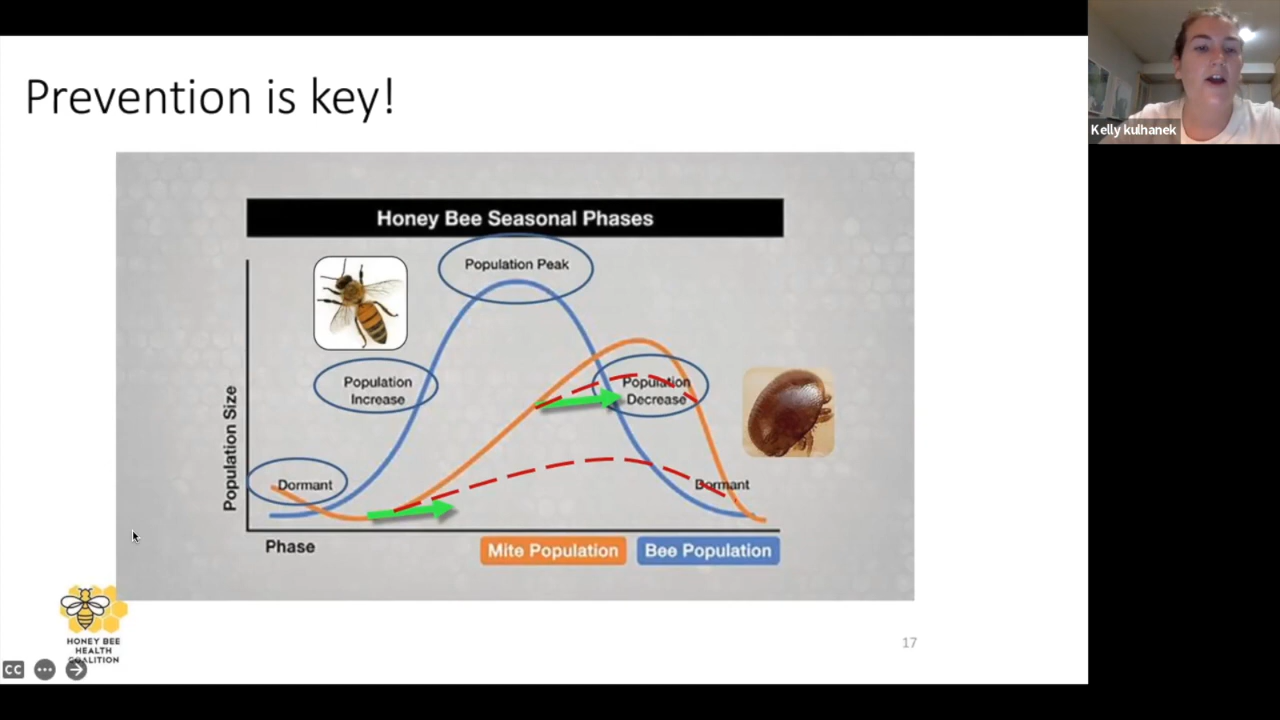 Prevention is key!
Kelly kulhanek
Honey Bee Seasonal Phases
Population Peak
Population
Increase
Population
Decrease
Population Size
Dormant
Dormant
Phase
Mite Population
Bee Population
HONEY BEE
HEALTH
COALITION
17
CC